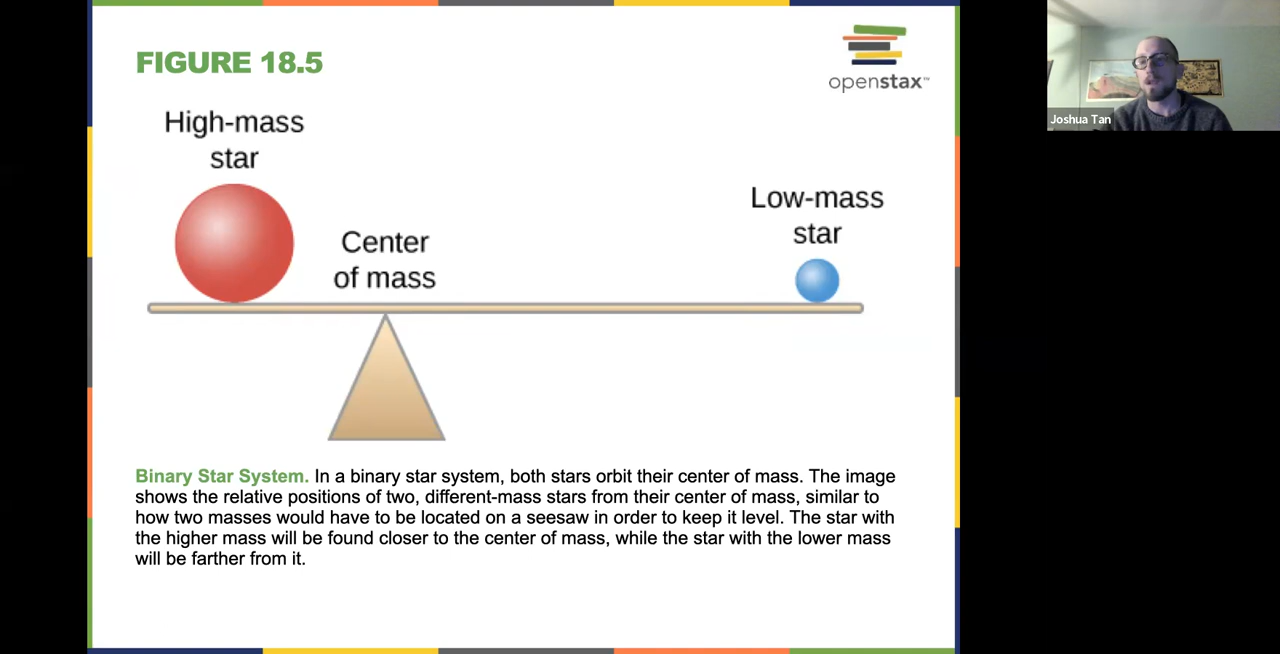 FIGURE 18.5
openstax™
Joshua Tan
High-mass
star
Center
of mass
Low-mass
star
Binary Star System. In a binary star system, both stars orbit their center of mass. The image
shows the relative positions of two, different-mass stars from their center of mass, similar to
how two masses would have to be located on a seesaw in order to keep it level. The star with
the higher mass will be found closer to the center of mass, while the star with the lower mass
will be farther from it.